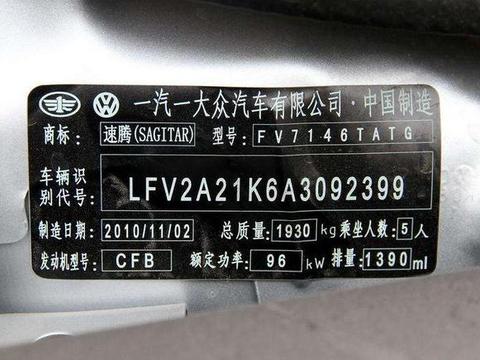 一汽一大众汽车有限公司·中国制造
商标: 速腾(SAGITAR) 型号: FV7146TATG
车辆识别代号: LFV2A21K6A3092399
制造日期: 2010/11/02 总质量: 1930 kg 乘坐人数: 5人
发动机型号: CFB 额定功率: 96 kW 排量: 1390ml